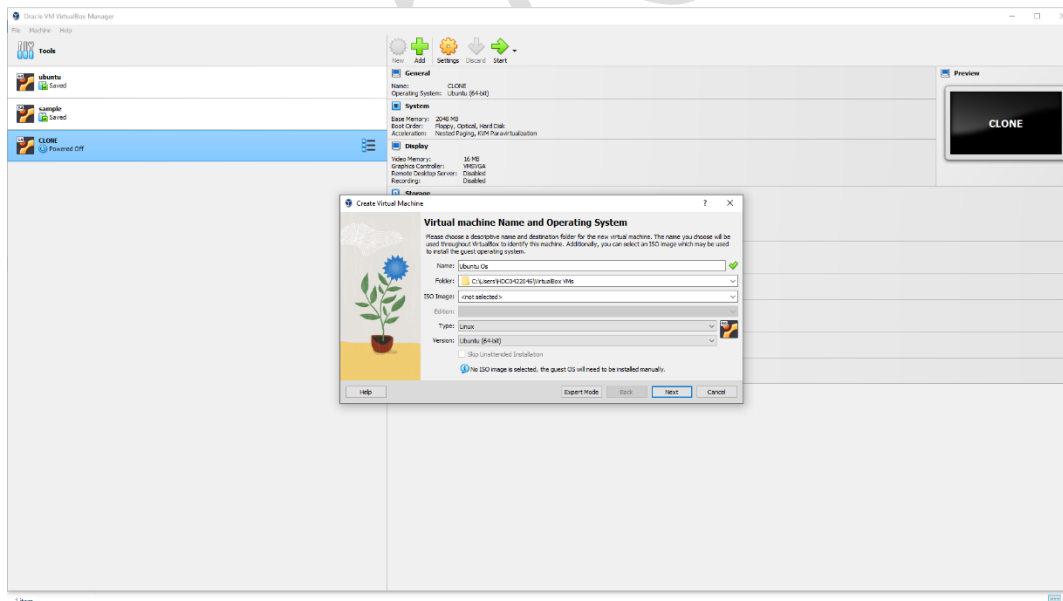 Oracle VM VirtualBox Manager
File Machine Help
Tools
New Add Settings Discard Start
ubuntu
Saved
sample
Saved
CLONE
Powered Off
General
Name: CLONE
Operating System: Ubuntu (64-bit)
System
Base Memory: 2048 MB
Boot Order: Floppy, Optical, Hard Disk
Acceleration: Nested Paging, KVM Paravirtualization
Display
Video Memory: 16 MB
Graphics Controller: VMSVGA
Remote Desktop Server: Disabled
Recording: Disabled
Storage
Preview
CLONE
Create Virtual Machine
? X
Virtual machine Name and Operating System
Please choose a descriptive name and destination folder for the new virtual machine. The name you choose will be
used throughout VirtualBox to identify this machine. Additionally, you can select an ISO image which may be used
to install the guest operating system.
Name: Ubuntu Os
Folder: C:\Users\HDC0422046\VirtualBox VMs
ISO Image: <not selected>
Edition:
Type: Linux
Version: Ubuntu (64-bit)
Skip Unattended Installation
No ISO image is selected, the guest OS will need to be installed manually.
Help Expert Mode Back Next Cancel